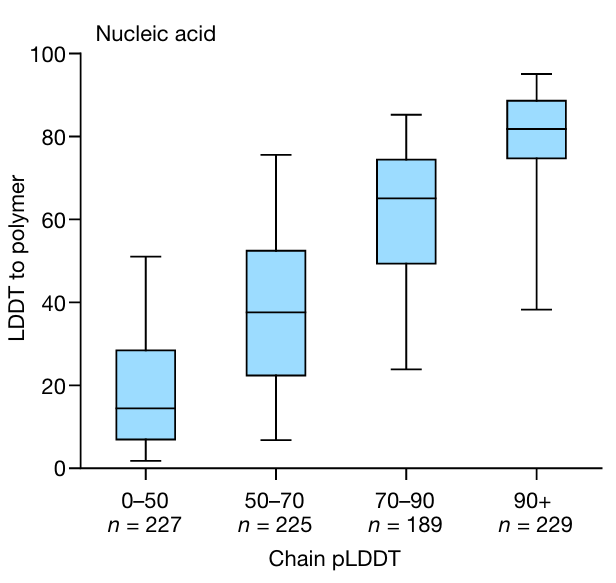 Nucleic acid
LDDT to polymer
100
80
60
40
20
0
0–50 50–70 70–90 90+
n = 227 n = 225 n = 189 n = 229
Chain pLDDT